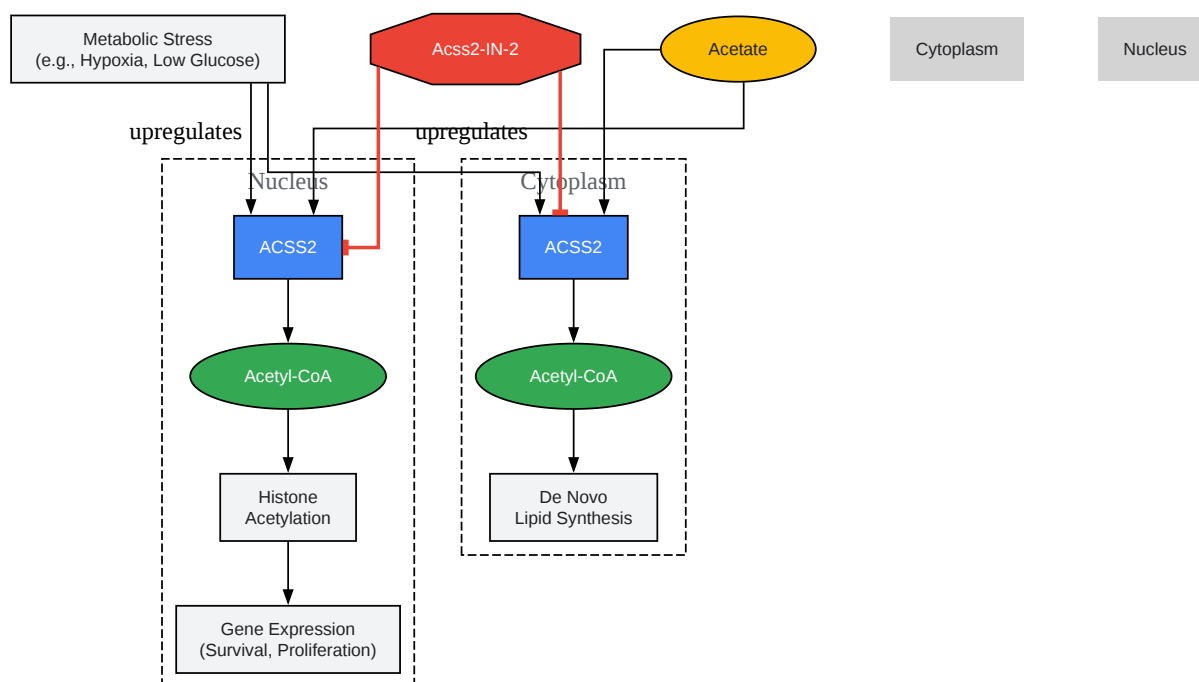 Metabolic Stress
(e.g., Hypoxia, Low Glucose)
Acss2-IN-2
Acetate
Cytoplasm
Nucleus
upregulates
upregulates
Nucleus
Cytoplasm
ACSS2
ACSS2
Acetyl-CoA
Acetyl-CoA
Histone
Acetylation
De Novo
Lipid Synthesis
Gene Expression
(Survival, Proliferation)